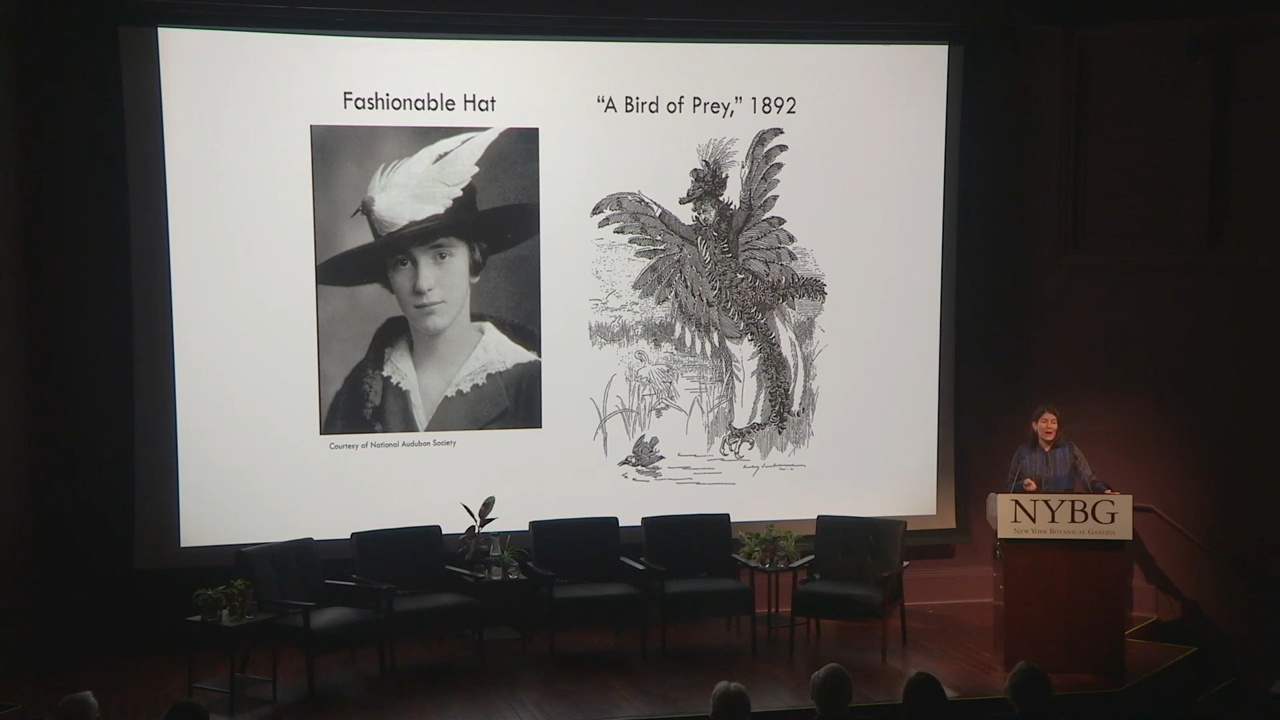 Fashionable Hat
"A Bird of Prey," 1892
Courtesy of National Audubon Society
NYBG
New York Botanical Garden